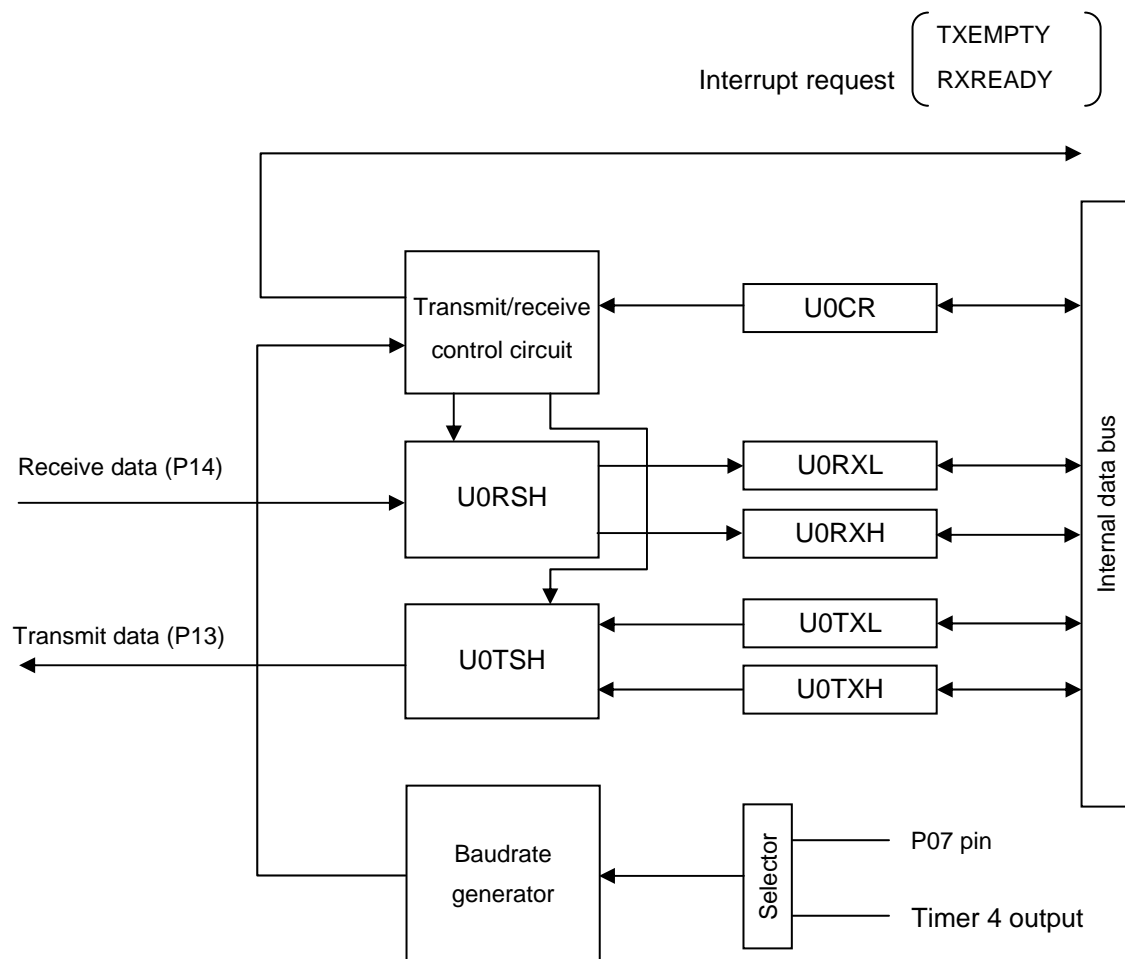 TXEMPTY
Interrupt request
RXREADY
Transmit/receive
control circuit
U0CR
Receive data (P14)
U0RSH
U0RXL
U0RXH
Internal data bus
Transmit data (P13)
U0TSH
U0TXL
U0TXH
Baudrate
generator
Selector
P07 pin
Timer 4 output